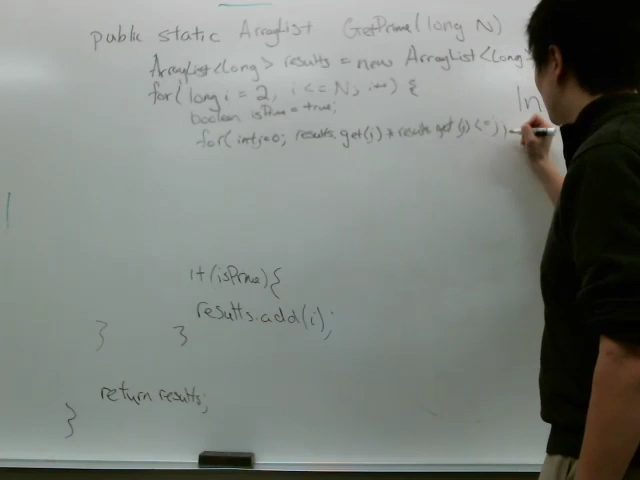 public static ArrayList GetPrime(long N)
ArrayList<Long> results = new ArrayList<Long>
for(long i = 2, i <= N; i++) {
boolean isPrime = true;
for(int j=0; results.get(j) * results.get(j) <= i;
ln
if(isPrime){
results.add(i);
} }
return results;
}